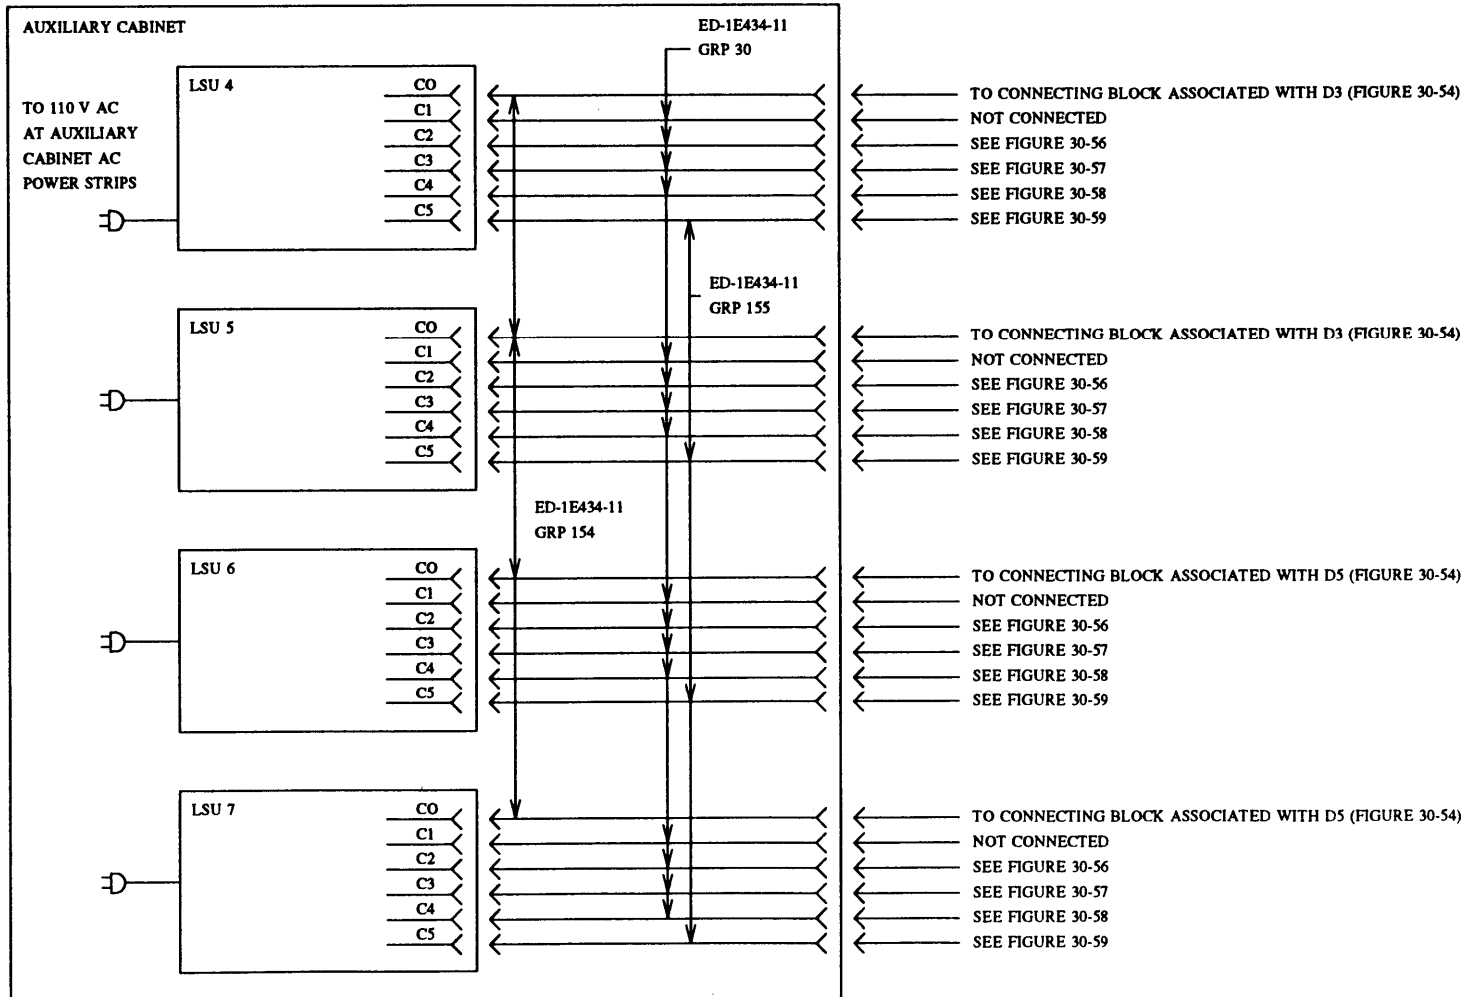 AUXILIARY CABINET
ED-1E434-11
GRP 30
TO 110 V AC
AT AUXILIARY
CABINET AC
POWER STRIPS
LSU 4
CO
C1
C2
C3
C4
C5
TO CONNECTING BLOCK ASSOCIATED WITH D3 (FIGURE 30-54)
NOT CONNECTED
SEE FIGURE 30-56
SEE FIGURE 30-57
SEE FIGURE 30-58
SEE FIGURE 30-59
ED-1E434-11
GRP 155
LSU 5
CO
C1
C2
C3
C4
C5
TO CONNECTING BLOCK ASSOCIATED WITH D3 (FIGURE 30-54)
NOT CONNECTED
SEE FIGURE 30-56
SEE FIGURE 30-57
SEE FIGURE 30-58
SEE FIGURE 30-59
ED-1E434-11
GRP 154
LSU 6
CO
C1
C2
C3
C4
C5
TO CONNECTING BLOCK ASSOCIATED WITH D5 (FIGURE 30-54)
NOT CONNECTED
SEE FIGURE 30-56
SEE FIGURE 30-57
SEE FIGURE 30-58
SEE FIGURE 30-59
LSU 7
CO
C1
C2
C3
C4
C5
TO CONNECTING BLOCK ASSOCIATED WITH D5 (FIGURE 30-54)
NOT CONNECTED
SEE FIGURE 30-56
SEE FIGURE 30-57
SEE FIGURE 30-58
SEE FIGURE 30-59